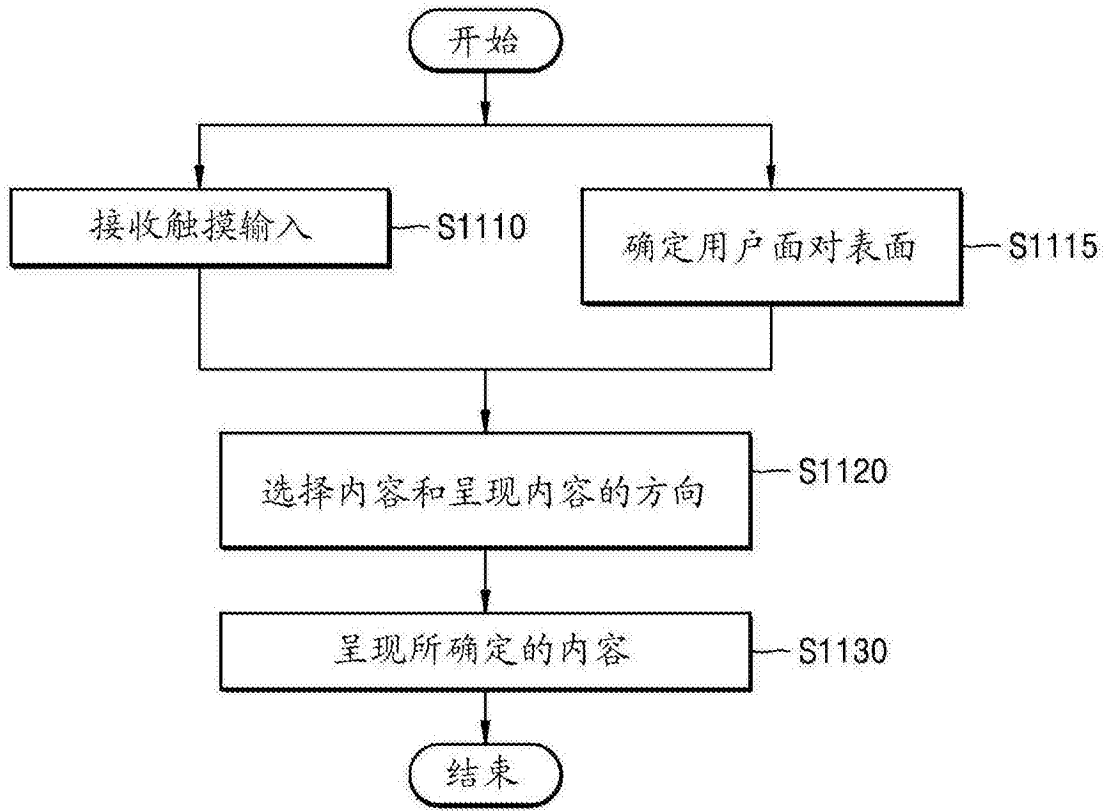 开始
接收触摸输入
S1110
确定用户面对表面
S1115
选择内容和呈现内容的方向
S1120
呈现所确定的内容
S1130
结束